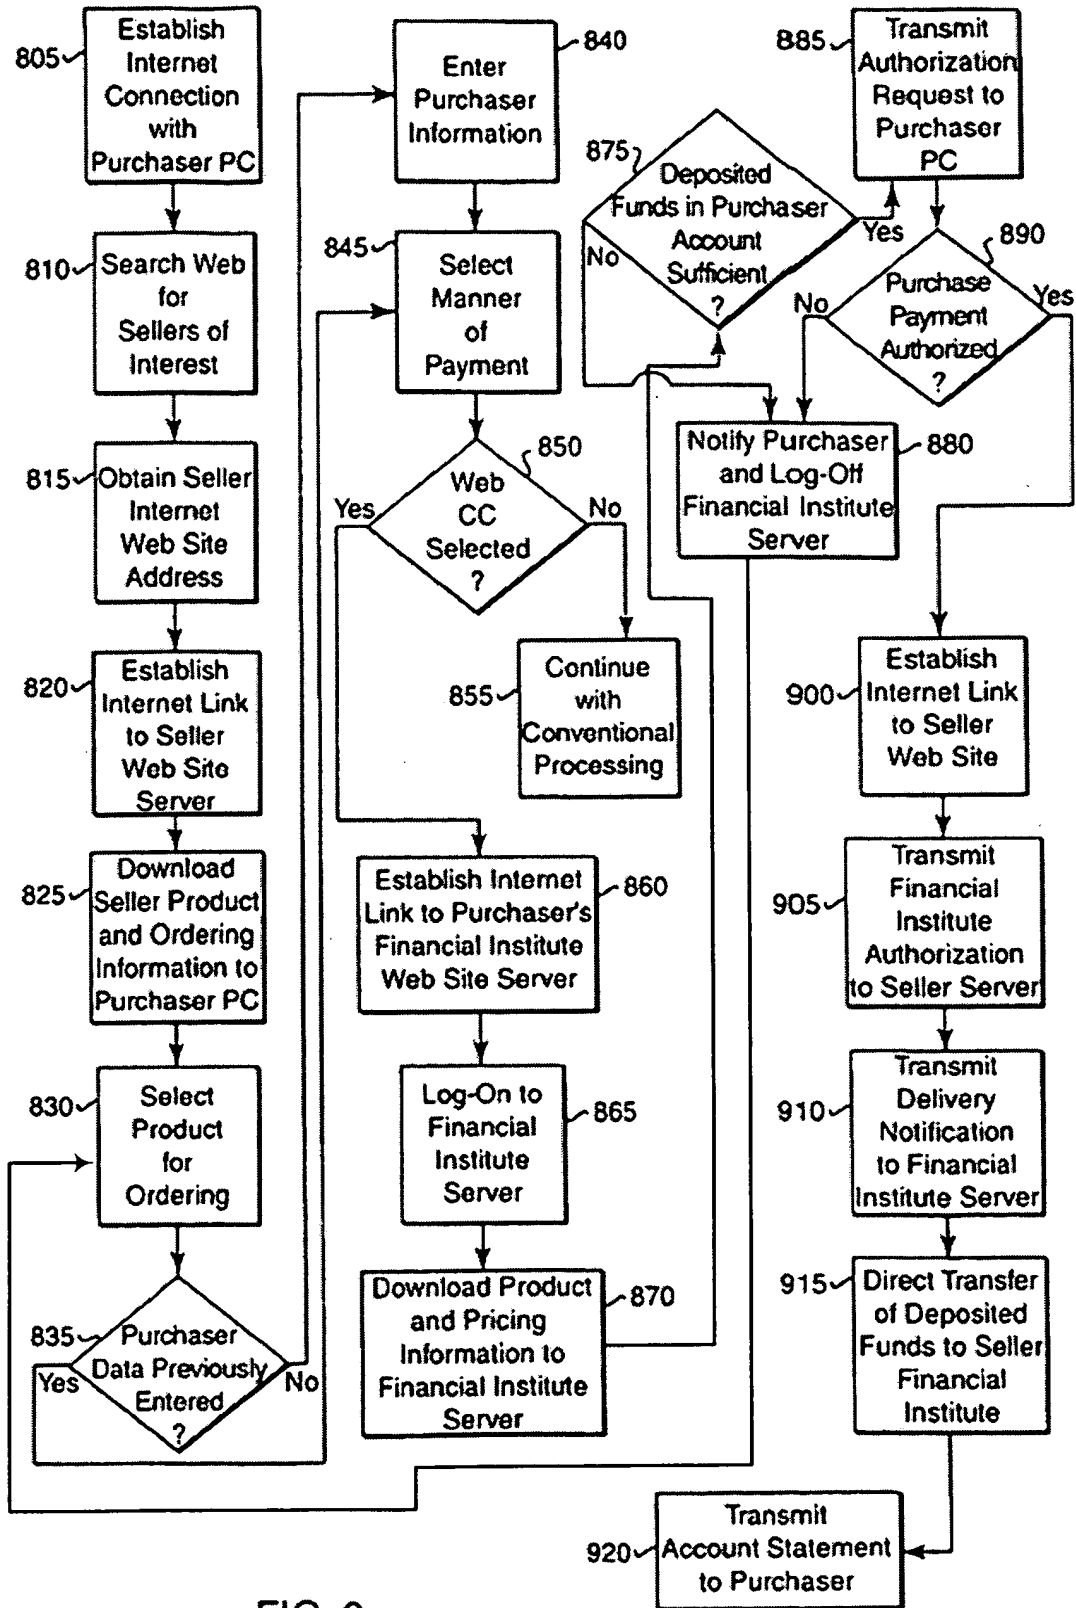 805
Establish
Internet
Connection
with
Purchaser PC
810
Search Web
for
Sellers of
Interest
815
Obtain Seller
Internet
Web Site
Address
820
Establish
Internet Link
to Seller
Web Site
Server
825
Download
Seller Product
and Ordering
Information to
Purchaser PC
830
Select
Product
for
Ordering
835
Purchaser
Data Previously
Entered
?
Yes
No
840
Enter
Purchaser
Information
845
Select
Manner
of
Payment
850
Web
CC
Selected
?
Yes
No
855
Continue
with
Conventional
Processing
860
Establish Internet
Link to Purchaser's
Financial Institute
Web Site Server
865
Log-On to
Financial
Institute
Server
870
Download Product
and Pricing
Information to
Financial Institute
Server
875
Deposited
Funds in Purchaser
Account
Sufficient
?
No
Yes
880
Notify Purchaser
and Log-Off
Financial Institute
Server
885
Transmit
Authorization
Request to
Purchaser
PC
890
Purchase
Payment
Authorized
?
No
Yes
900
Establish
Internet Link
to Seller
Web Site
905
Transmit
Financial
Institute
Authorization
to Seller Server
910
Transmit
Delivery
Notification
to Financial
Institute Server
915
Direct Transfer
of Deposited
Funds to Seller
Financial
Institute
920
Transmit
Account Statement
to Purchaser